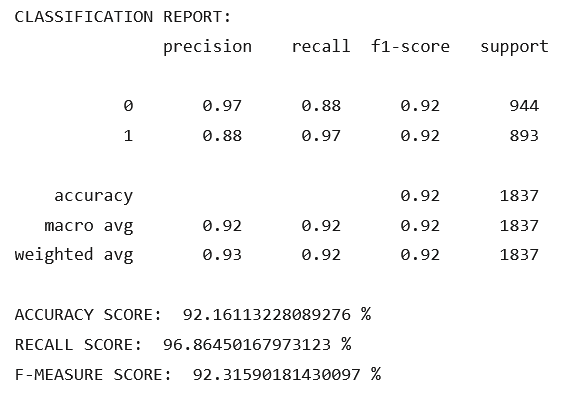 CLASSIFICATION REPORT:
precision recall f1-score support
0 0.97 0.88 0.92 944
1 0.88 0.97 0.92 893
accuracy 0.92 1837
macro avg 0.92 0.92 0.92 1837
weighted avg 0.93 0.92 0.92 1837
ACCURACY SCORE: 92.16113228089276 %
RECALL SCORE: 96.86450167973123 %
F-MEASURE SCORE: 92.31590181430097 %